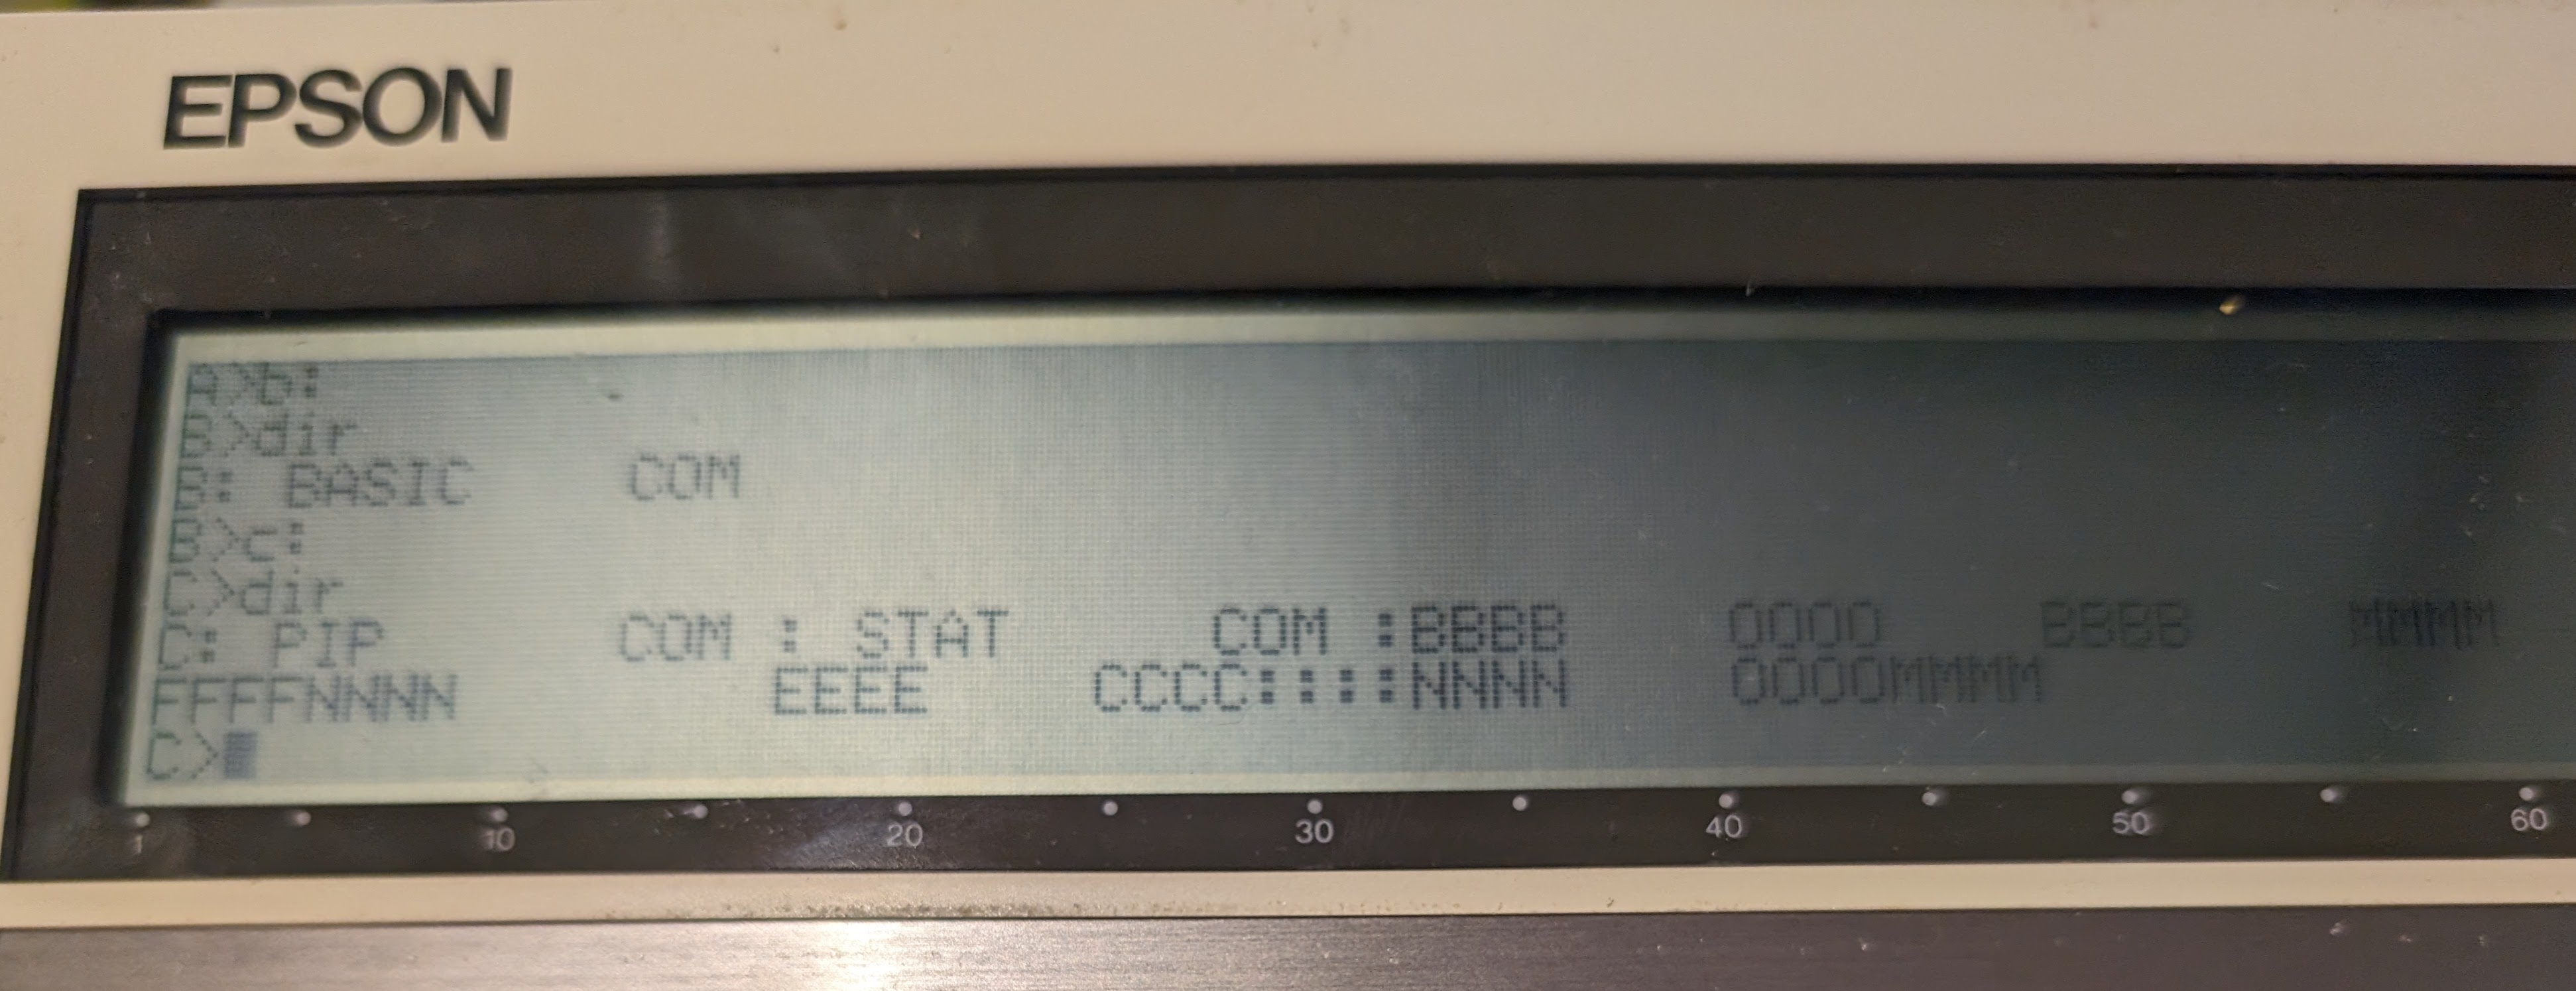 EPSON
A>b:
B>dir
B: BASIC    COM
B>c:
C>dir
C: PIP      COM : STAT     COM :BBBB    OOOO    BBBB    MMMM
FFFFNNNN        EEEE    CCCC::::NNNN    OOOOMMMM
C>
1 10 20 30 40 50 60